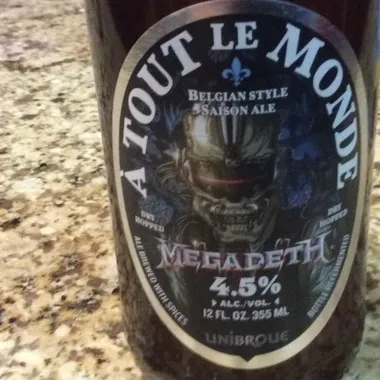 À TOUT LE MONDE
BELGIAN STYLE
SAISON ALE
DRY
HOPPED
DRY
HOPPED
MEGADETH
4.5%
ALC./VOL.
12 FL. OZ. 355 ML
ALE BREWED WITH SPICES
BOTTLE REFERMENTED
UNIBROUE